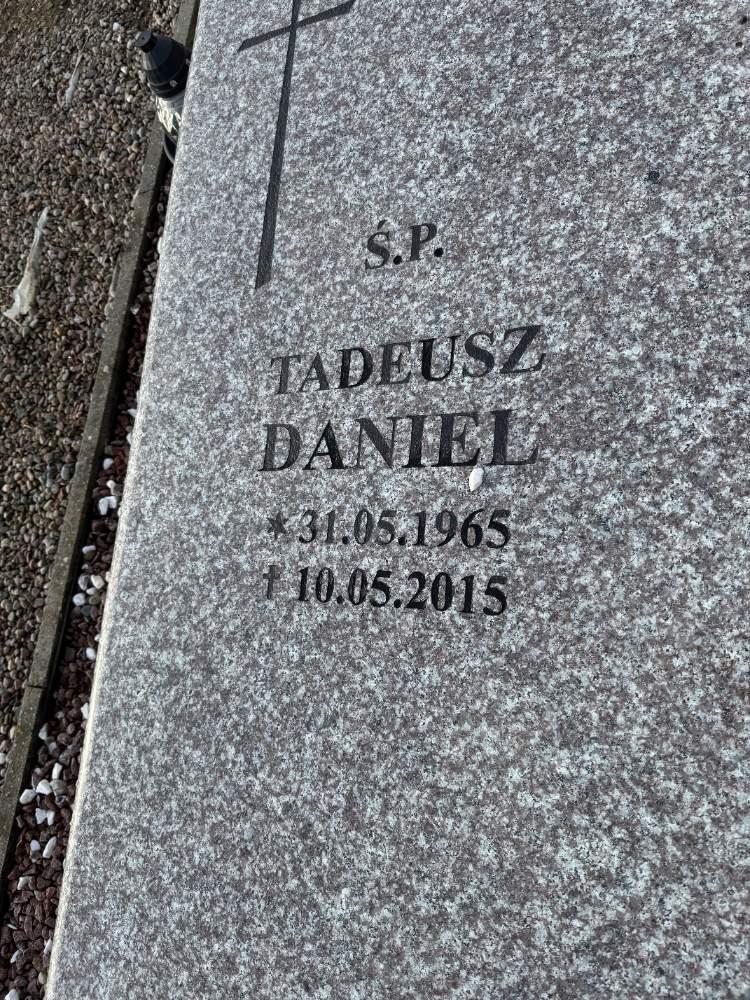 Ś.P.
TADEUSZ
DANIEL
* 31.05.1965
† 10.05.2015